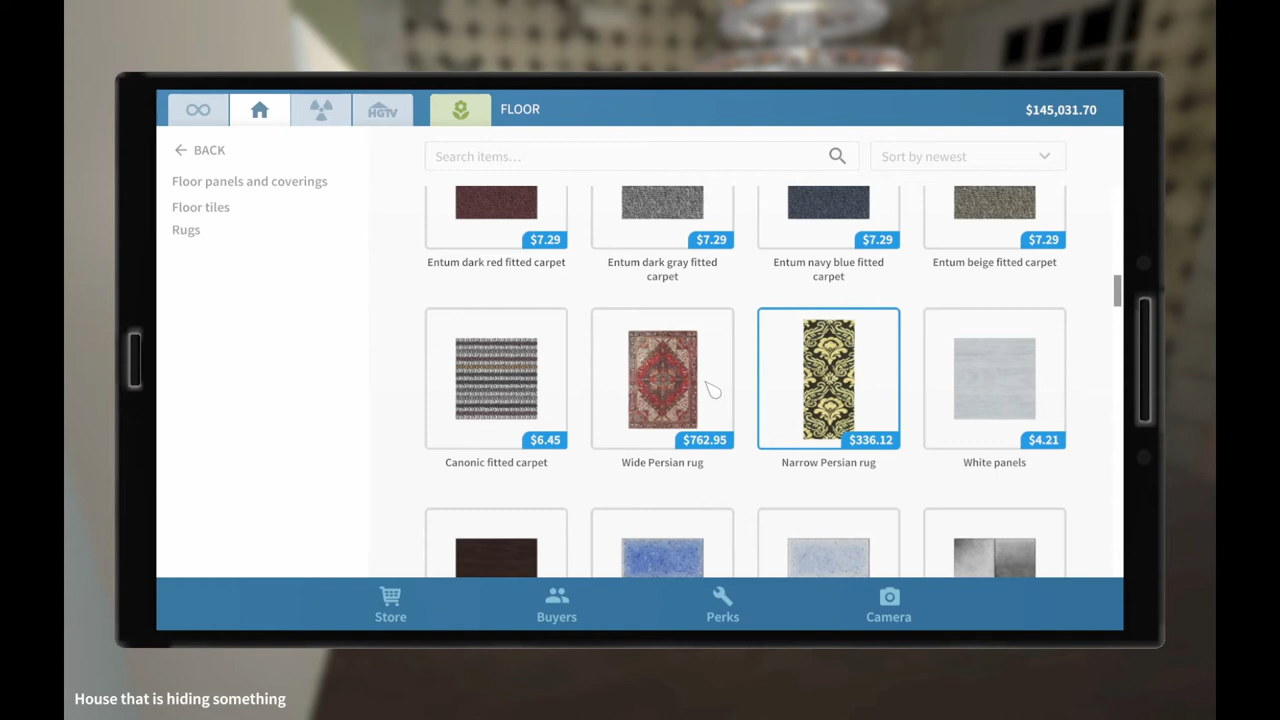 HGTV
FLOOR
$145,031.70
BACK
Search items...
Sort by newest
Floor panels and coverings
Floor tiles
Rugs
$7.29
$7.29
$7.29
$7.29
Entum dark red fitted carpet
Entum dark gray fitted
carpet
Entum navy blue fitted
carpet
Entum beige fitted carpet
$6.45
$762.95
$336.12
$4.21
Canonic fitted carpet
Wide Persian rug
Narrow Persian rug
White panels
Store
Buyers
Perks
Camera
House that is hiding something